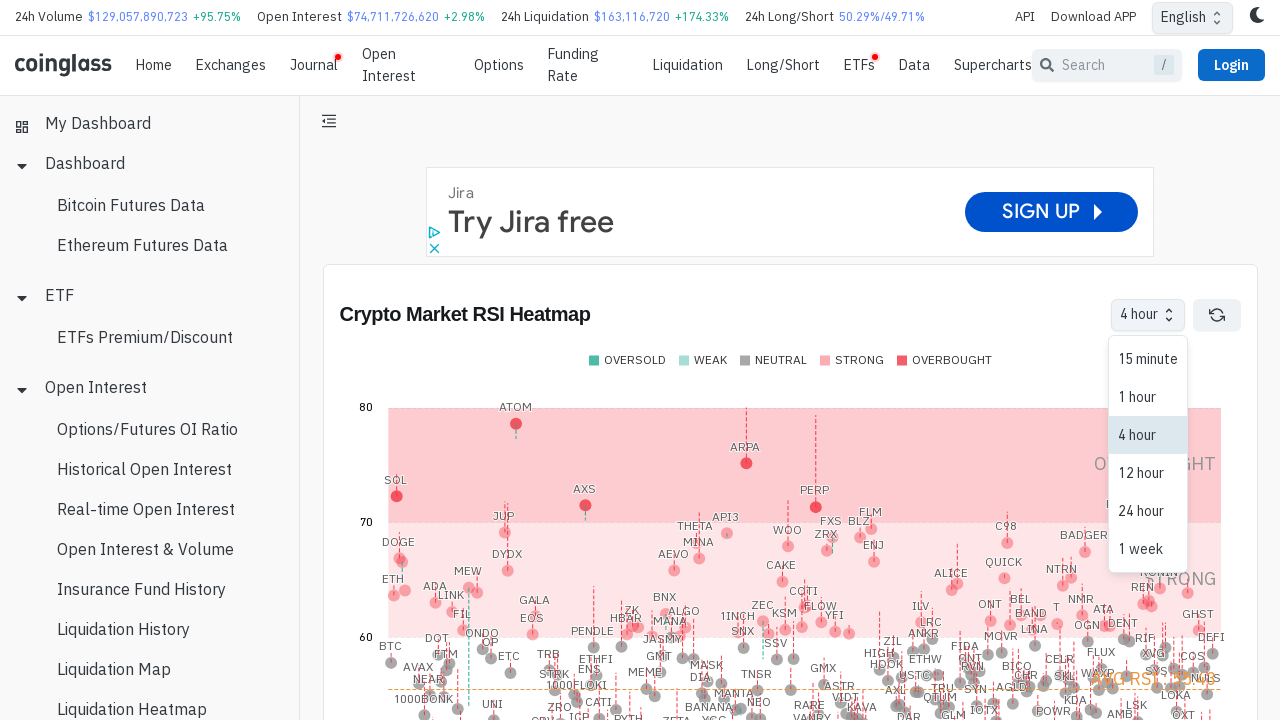 24h Volume $129,057,890,723 +95.75% Open Interest $74,711,726,620 +2.98% 24h Liquidation $163,116,720 +174.33% 24h Long/Short 50.29%/49.71% API Download APP English
coinglass Home Exchanges Journal Open Interest Options Funding Rate Liquidation Long/Short ETFs Data Supercharts Search / Login
My Dashboard
Dashboard
Bitcoin Futures Data
Ethereum Futures Data
ETF
ETFs Premium/Discount
Open Interest
Options/Futures OI Ratio
Historical Open Interest
Real-time Open Interest
Open Interest & Volume
Insurance Fund History
Liquidation History
Liquidation Map
Liquidation Heatmap
Jira
Try Jira free
SIGN UP
Crypto Market RSI Heatmap
4 hour
15 minute
1 hour
4 hour
12 hour
24 hour
1 week
OVERSOLD WEAK NEUTRAL STRONG OVERBOUGHT
80
ATOM
ARPA
SOL
AXS
PERP
JUP
THETA
API3
WOO
FXS
BLZ
FLM
C98
70
DOGE
MINA
ZRX
ENJ
BADGER
DYDX
AEVO
CAKE
QUICK
NTRN
ETH
MEW
ALICE
STRONG
ADA
LINK
GALA
BNX
COTI
ONT
BEL
NMR
REN
FIL
EOS
ZK
HBAR
MANA
ALGO
1INCH
ZEC
KSM
FLOW
YFI
ILV
LRC
BAND
T
ATA
GHST
60
BTC
DOT
ONDO
OP
PENDLE
JASMY
SNX
SSV
ZIL
ANKR
MOVR
LINA
OGN
DENT
RIF
DEFI
AVAX
FTM
ETC
TRB
ETHFI
GMT
MASK
HIGH
HOOK
ETHW
FIDA
BICO
CELR
FLUX
XVG
COS
NEAR
STRK
ENS
MEME
DIA
TNSR
GMX
USTC
RVN
CHR
SKL
WAXP
SYS
1000BONK
1000FLOKI
MANTA
ASTR
AXL
TRU
SYN
AGLD
LOKA
UNI
ZRO
CATI
BANANA
NEO
RARE
VIDT
KAVA
QTUM
IOTX
KDA
LSK
ICP
PYTH
ZETA
VANRY
DAR
GLM
POWR
AMB
OXT